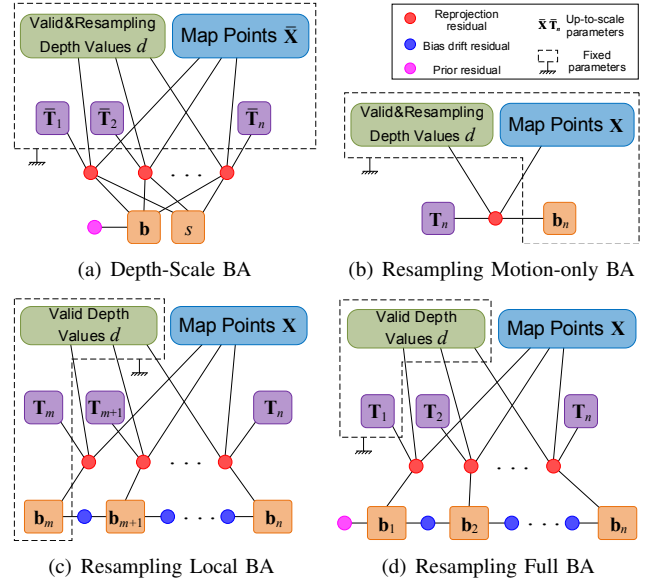 Valid&Resampling
Depth Values d
Map Points X̄
T̄₁
T̄₂
T̄ₙ
. . .
b
s
(a) Depth-Scale BA
Reprojection residual
Bias drift residual
Prior residual
X̄ T̄ₙ Up-to-scale
parameters
Fixed
parameters
Valid&Resampling
Depth Values d
Map Points X
Tₙ
bₙ
(b) Resampling Motion-only BA
Valid Depth
Values d
Map Points X
Tₘ
Tₘ₊₁
Tₙ
. . .
bₘ
bₘ₊₁
. . .
bₙ
(c) Resampling Local BA
Valid Depth
Values d
Map Points X
T₁
T₂
Tₙ
. . .
b₁
b₂
. . .
bₙ
(d) Resampling Full BA